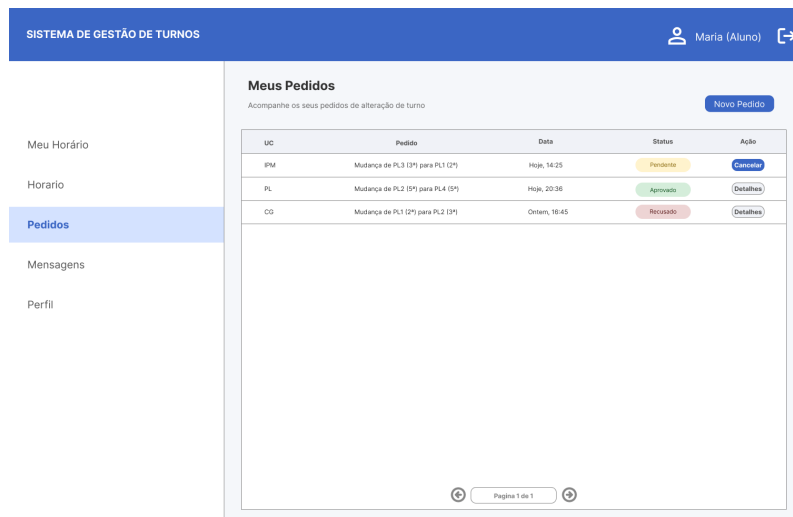 SISTEMA DE GESTÃO DE TURNOS
Maria (Aluno)
Meu Horário
Horario
Pedidos
Mensagens
Perfil
Meus Pedidos
Acompanhe os seus pedidos de alteração de turno
Novo Pedido
UC Pedido Data Status Ação
IPM Mudança de PL3 (3ª) para PL1 (2ª) Hoje, 14:25 Pendente Cancelar
PL Mudança de PL2 (5ª) para PL4 (5ª) Hoje, 20:36 Aprovado Detalhes
CG Mudança de PL1 (2ª) para PL2 (3ª) Ontem, 16:45 Recusado Detalhes
Pagina 1 de 1